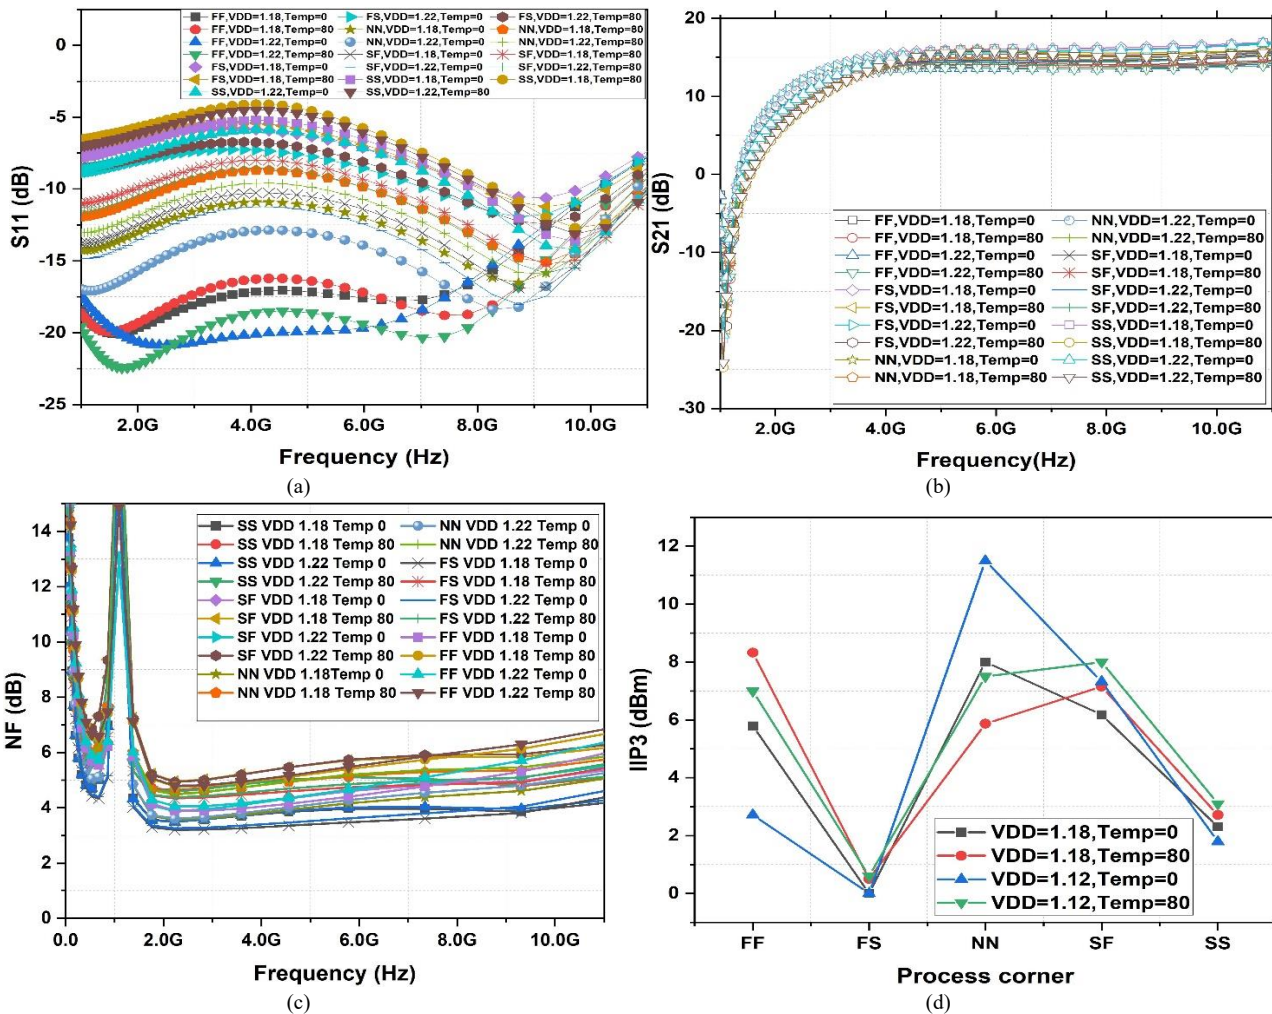 FF,VDD=1.18,Temp=0 FS,VDD=1.22,Temp=0 FS,VDD=1.22,Temp=80
FF,VDD=1.18,Temp=80 NN,VDD=1.18,Temp=0 NN,VDD=1.18,Temp=80
FF,VDD=1.22,Temp=0 NN,VDD=1.22,Temp=0 NN,VDD=1.22,Temp=80
FF,VDD=1.22,Temp=80 SF,VDD=1.18,Temp=0 SF,VDD=1.18,Temp=80
FS,VDD=1.18,Temp=0 SF,VDD=1.22,Temp=0 SF,VDD=1.22,Temp=80
FS,VDD=1.18,Temp=80 SS,VDD=1.18,Temp=0 SS,VDD=1.18,Temp=80
SS,VDD=1.22,Temp=0 SS,VDD=1.22,Temp=80
0
-5
-10
-15
-20
-25
S11 (dB)
2.0G 4.0G 6.0G 8.0G 10.0G
Frequency (Hz)
(a)
20
10
0
-10
-20
-30
S21 (dB)
FF,VDD=1.18,Temp=0 NN,VDD=1.22,Temp=0
FF,VDD=1.18,Temp=80 NN,VDD=1.22,Temp=80
FF,VDD=1.22,Temp=0 SF,VDD=1.18,Temp=0
FF,VDD=1.22,Temp=80 SF,VDD=1.18,Temp=80
FS,VDD=1.18,Temp=0 SF,VDD=1.22,Temp=0
FS,VDD=1.18,Temp=80 SF,VDD=1.22,Temp=80
FS,VDD=1.22,Temp=0 SS,VDD=1.18,Temp=0
FS,VDD=1.22,Temp=80 SS,VDD=1.18,Temp=80
NN,VDD=1.18,Temp=0 SS,VDD=1.22,Temp=0
NN,VDD=1.18,Temp=80 SS,VDD=1.22,Temp=80
2.0G 4.0G 6.0G 8.0G 10.0G
Frequency(Hz)
(b)
14
12
10
8
6
4
2
0
NF (dB)
SS VDD 1.18 Temp 0 NN VDD 1.22 Temp 0
SS VDD 1.18 Temp 80 NN VDD 1.22 Temp 80
SS VDD 1.22 Temp 0 FS VDD 1.18 Temp 0
SS VDD 1.22 Temp 80 FS VDD 1.18 Temp 80
SF VDD 1.18 Temp 0 FS VDD 1.22 Temp 0
SF VDD 1.18 Temp 80 FS VDD 1.22 Temp 80
SF VDD 1.22 Temp 0 FF VDD 1.18 Temp 0
SF VDD 1.22 Temp 80 FF VDD 1.18 Temp 80
NN VDD 1.18Temp 0 FF VDD 1.22 Temp 0
NN VDD 1.18 Temp 80 FF VDD 1.22 Temp 80
0.0 2.0G 4.0G 6.0G 8.0G 10.0G
Frequency (Hz)
(c)
12
10
8
6
4
2
0
IIP3 (dBm)
VDD=1.18,Temp=0
VDD=1.18,Temp=80
VDD=1.12,Temp=0
VDD=1.12,Temp=80
FF FS NN SF SS
Process corner
(d)